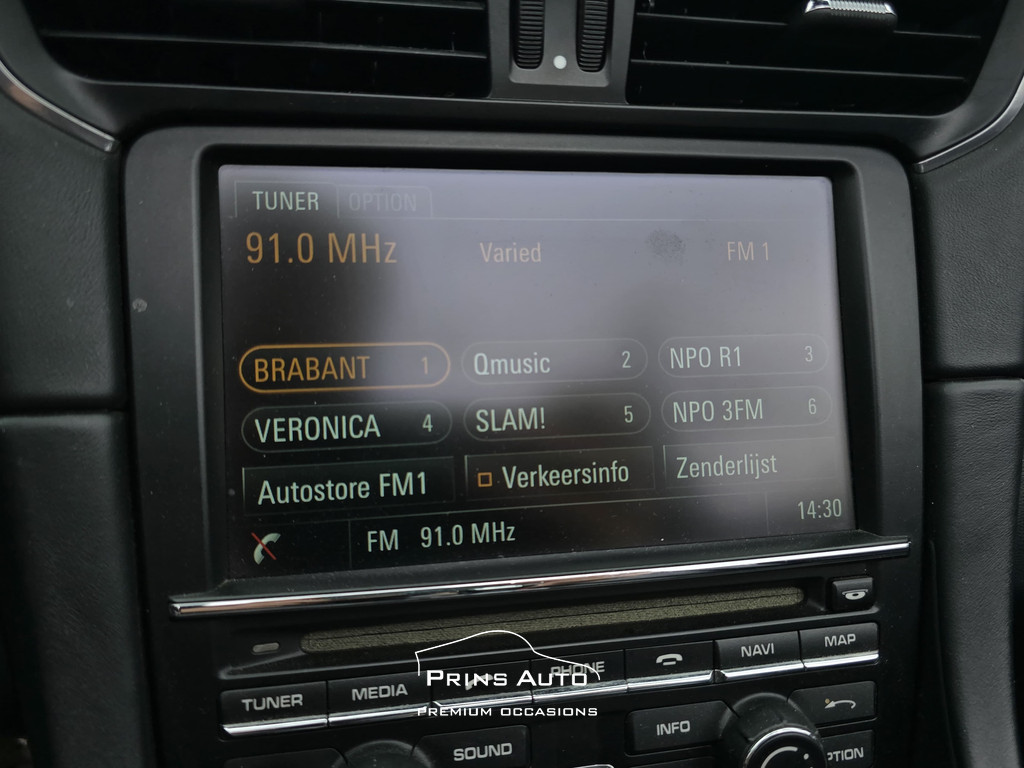 TUNER OPTION
91.0 MHz Varied FM 1
BRABANT 1 Qmusic 2 NPO R1 3
VERONICA 4 SLAM! 5 NPO 3FM 6
Autostore FM1 Verkeersinfo Zenderlijst
FM 91.0 MHz 14:30
TUNER MEDIA PHONE NAVI MAP
PRINS AUTO
PREMIUM OCCASIONS
SOUND INFO